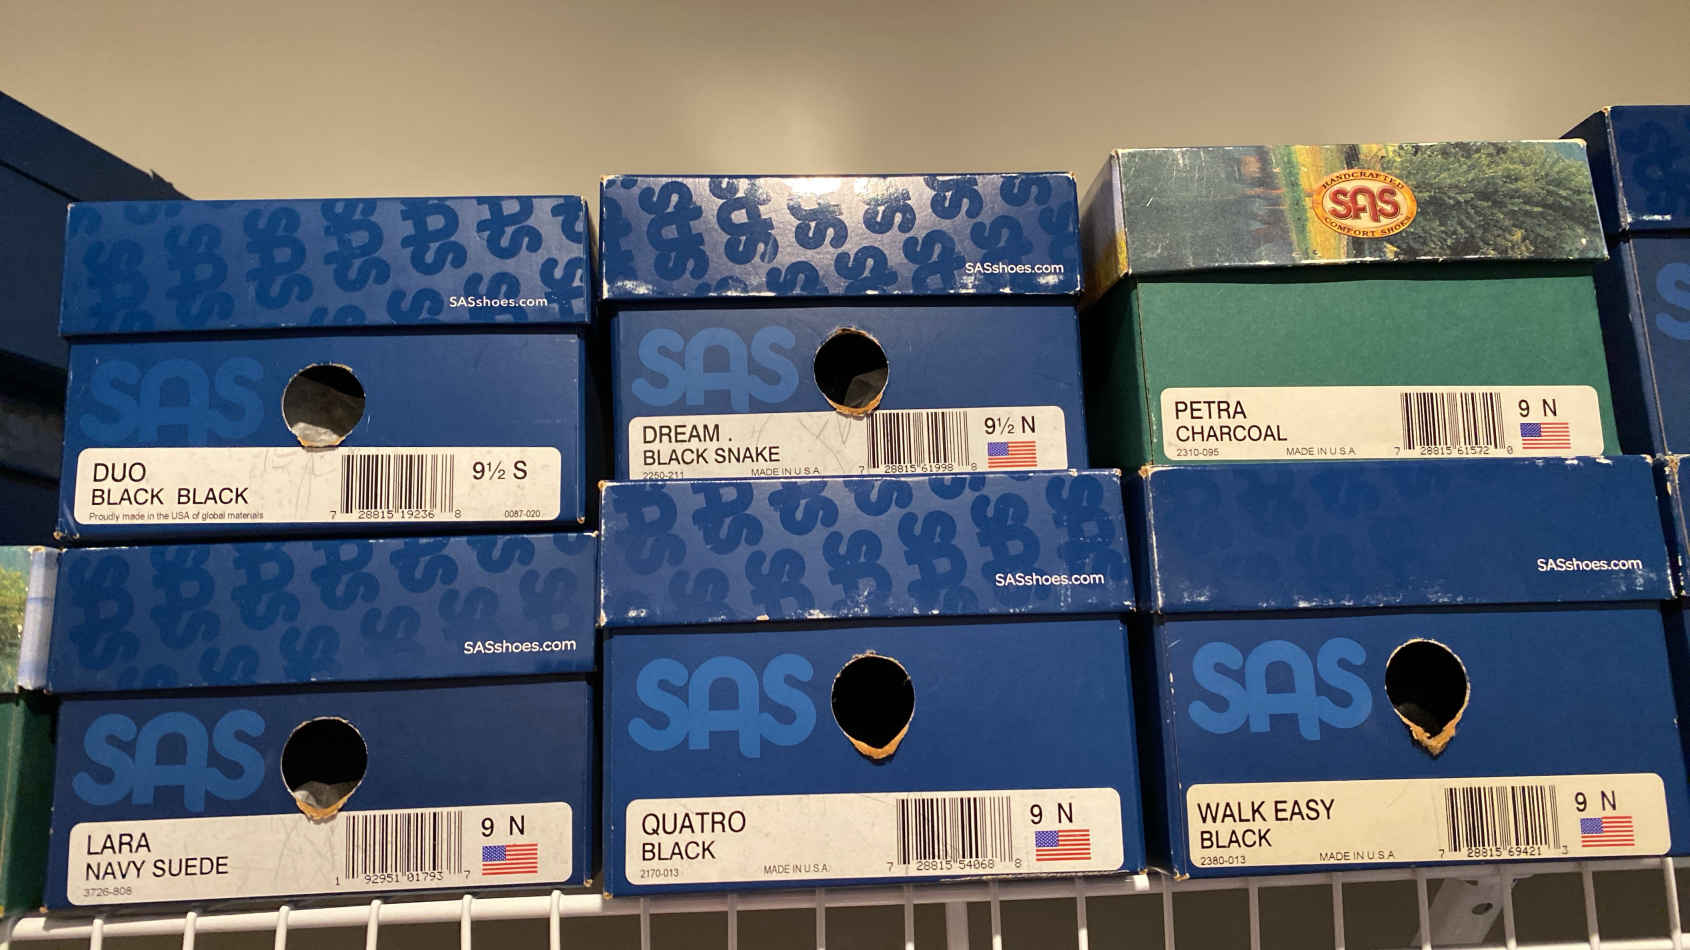 SASshoes.com
SAS
DUO
BLACK BLACK
Proudly made in the USA of global materials
7 28815 19236 8
9½ S
0087-020
SASshoes.com
SAS
DREAM .
BLACK SNAKE
2250-211
MADE IN U.S.A.
7 28815 61998 8
9½ N
HANDCRAFTED
SAS
COMFORT SHOES
PETRA
CHARCOAL
2310-095
MADE IN U.S.A.
7 28815 61572 0
9 N
SASshoes.com
SAS
LARA
NAVY SUEDE
3726-808
1 92951 01793 7
9 N
SASshoes.com
SAS
QUATRO
BLACK
2170-013
MADE IN U.S.A.
7 28815 54068 8
9 N
SASshoes.com
SAS
WALK EASY
BLACK
2380-013
MADE IN U.S.A.
7 28815 69421 3
9 N